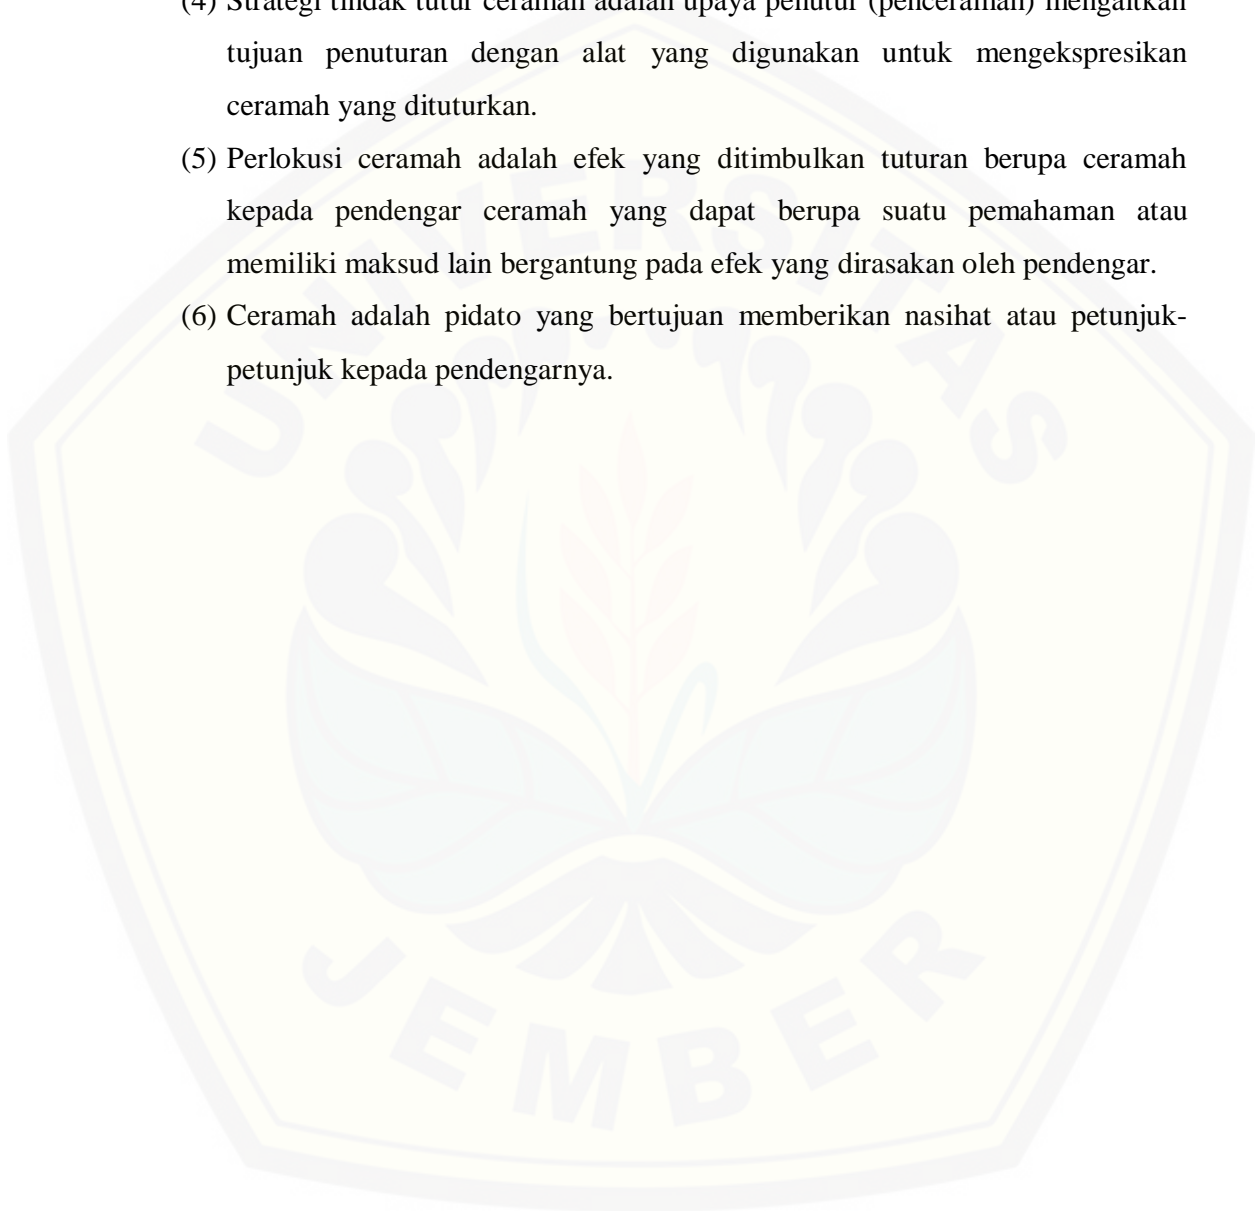 (4) Strategi tindak tutur ceramah adalah upaya penutur (penceramah) mengaitkan
tujuan penuturan dengan alat yang digunakan untuk mengekspresikan
ceramah yang dituturkan.
(5) Perlokusi ceramah adalah efek yang ditimbulkan tuturan berupa ceramah
kepada pendengar ceramah yang dapat berupa suatu pemahaman atau
memiliki maksud lain bergantung pada efek yang dirasakan oleh pendengar.
(6) Ceramah adalah pidato yang bertujuan memberikan nasihat atau petunjuk-
petunjuk kepada pendengarnya.
UNIVERSITAS
JEMBER